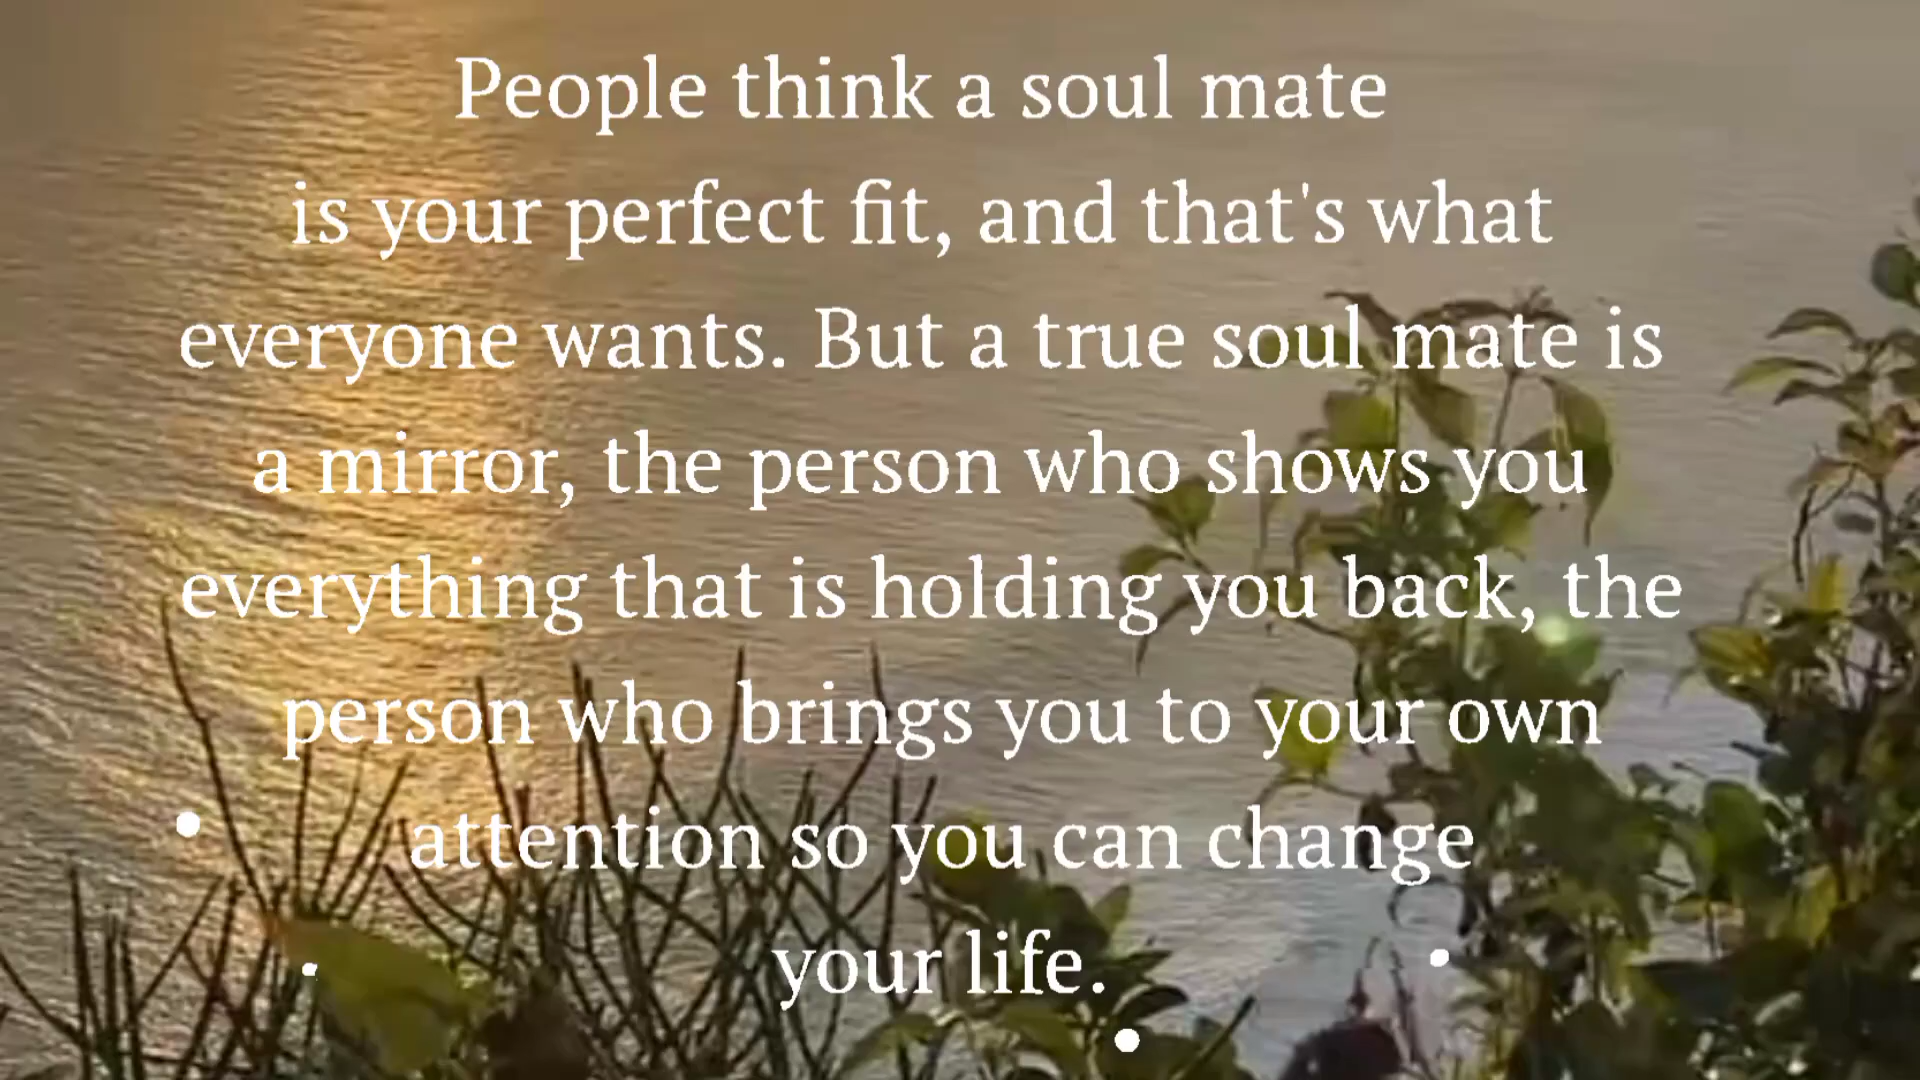 People think a soul mate
is your perfect fit, and that's what
everyone wants. But a true soul mate is
a mirror, the person who shows you
everything that is holding you back, the
person who brings you to your own
attention so you can change
your life.